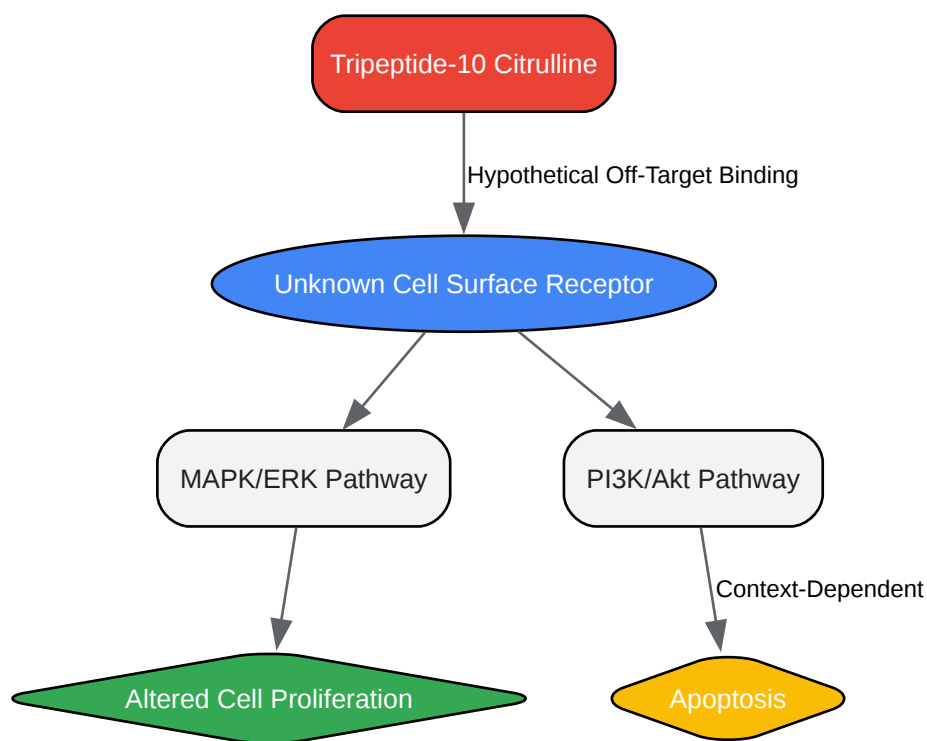 Tripeptide-10 Citrulline
Hypothetical Off-Target Binding
Unknown Cell Surface Receptor
MAPK/ERK Pathway
PI3K/Akt Pathway
Context-Dependent
Altered Cell Proliferation
Apoptosis